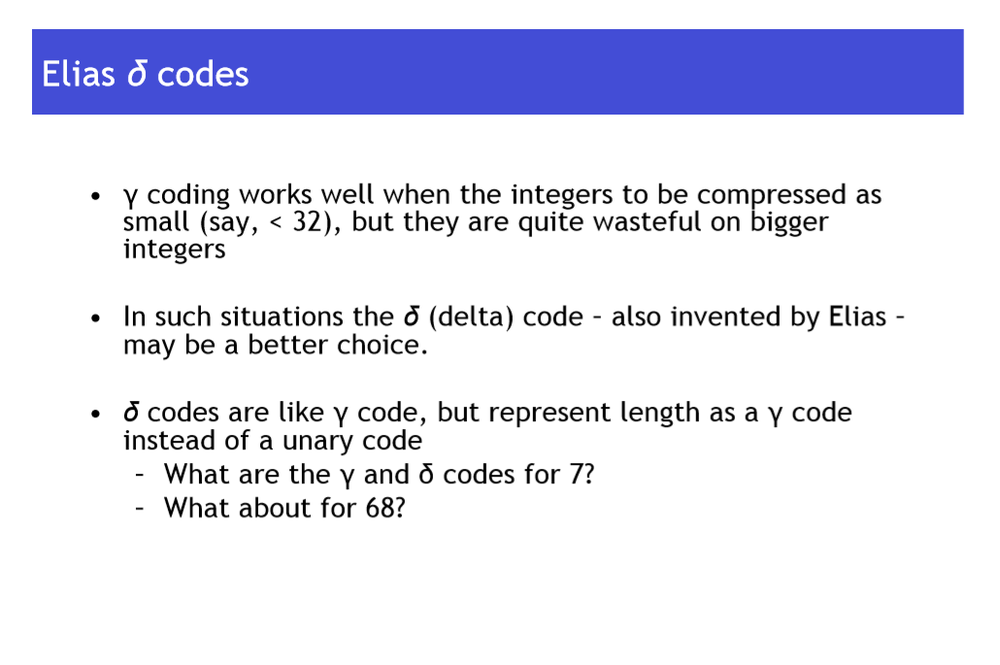 Elias δ codes
• γ coding works well when the integers to be compressed as
small (say, < 32), but they are quite wasteful on bigger
integers
• In such situations the δ (delta) code – also invented by Elias –
may be a better choice.
• δ codes are like γ code, but represent length as a γ code
instead of a unary code
– What are the γ and δ codes for 7?
– What about for 68?